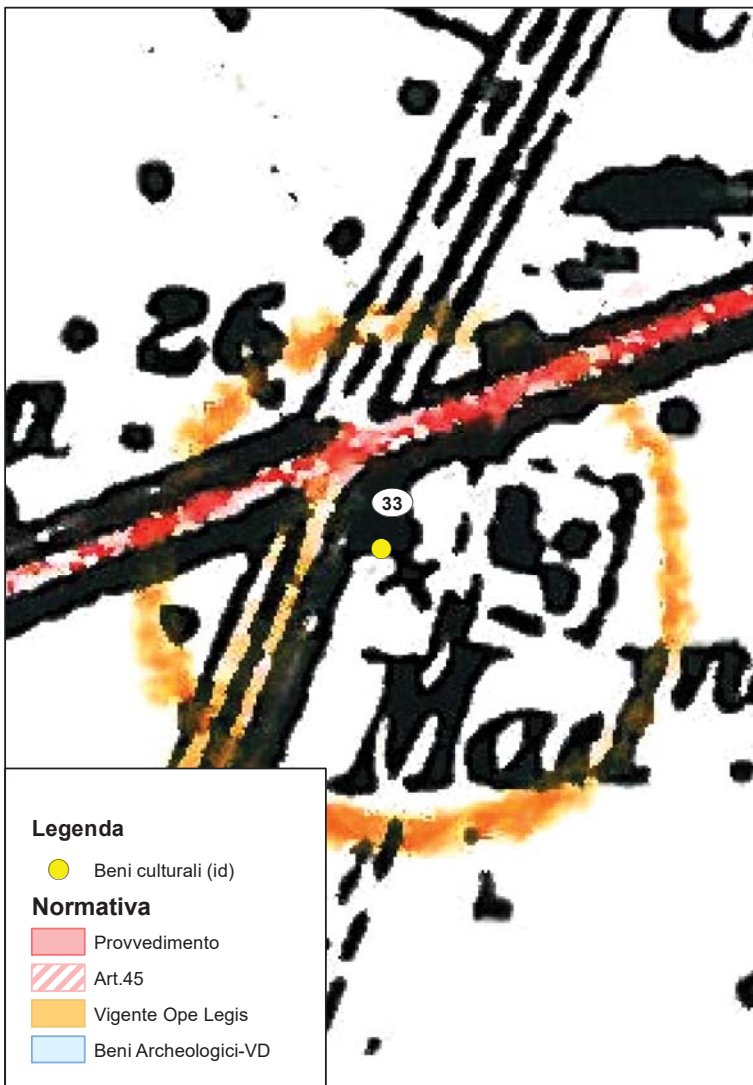 26
a
33
Mad
Legenda
Beni culturali (id)
Normativa
Provvedimento
Art.45
Vigente Ope Legis
Beni Archeologici-VD